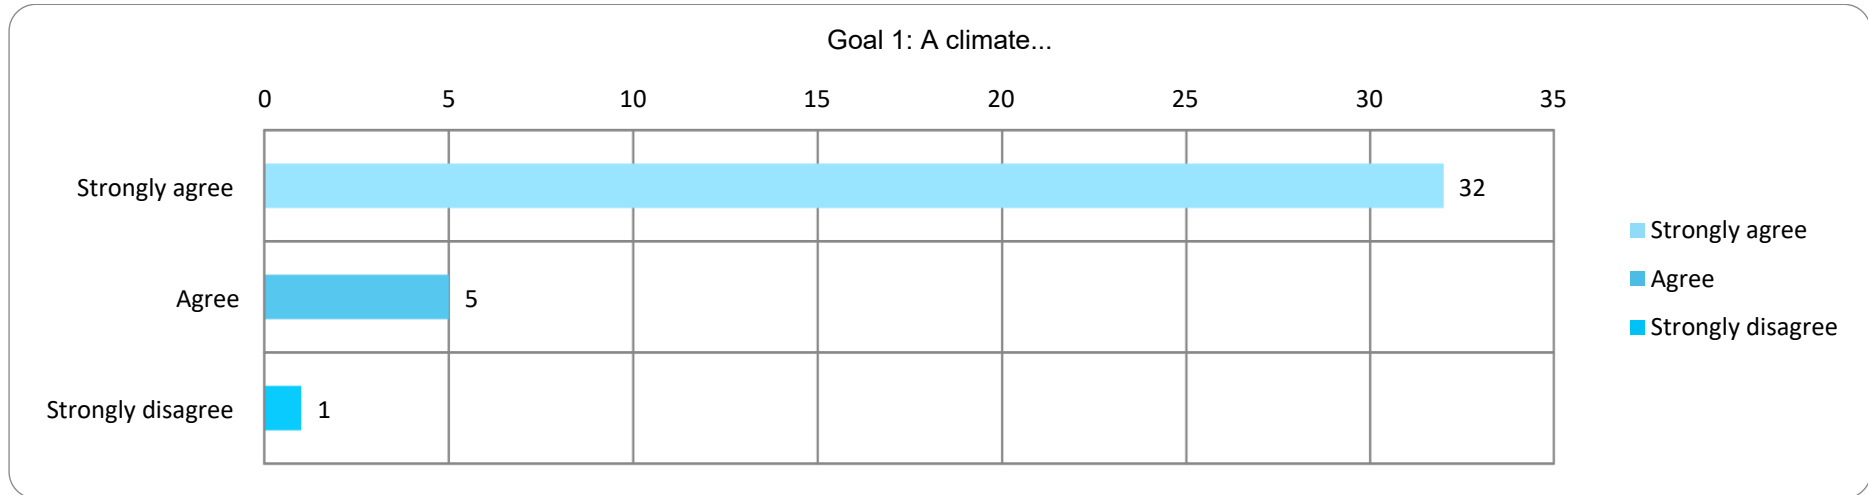 Goal 1: A climate...
0 5 10 15 20 25 30 35
Strongly agree 32
Agree 5
Strongly disagree 1
Strongly agree
Agree
Strongly disagree